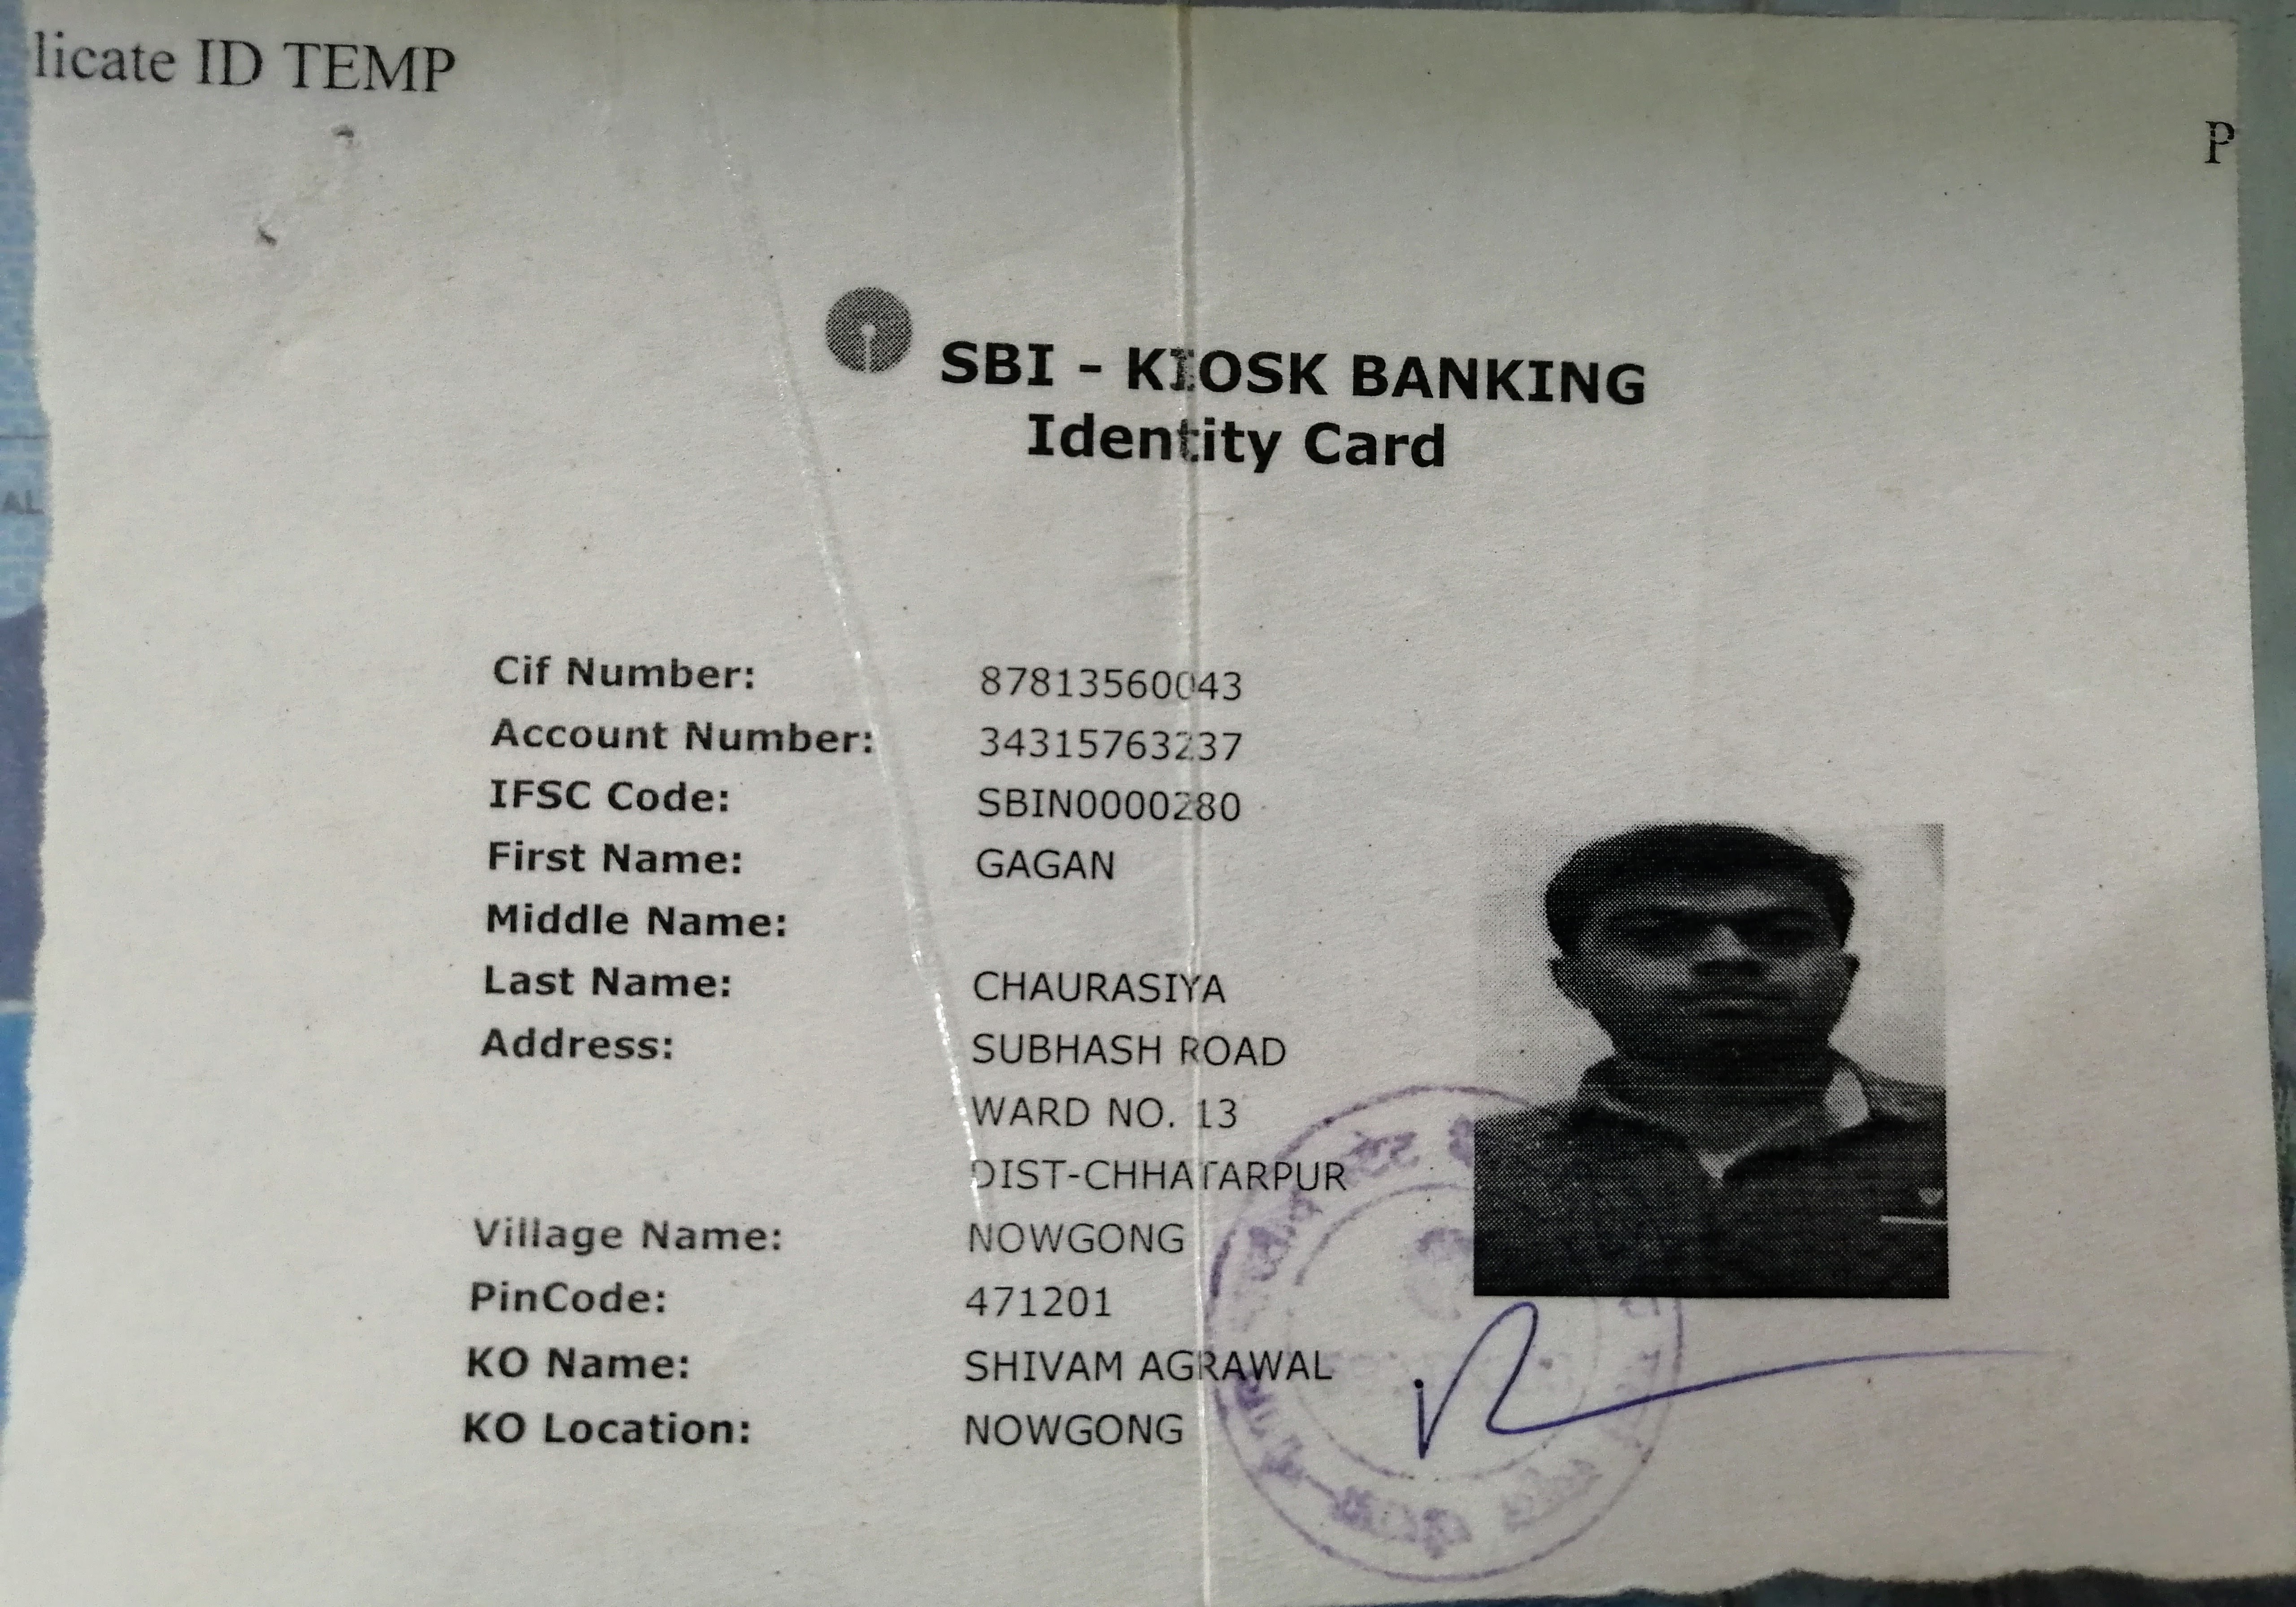 licate ID TEMP
P
SBI - KIOSK BANKING
Identity Card
Cif Number: 87813560043
Account Number: 34315763237
IFSC Code: SBIN0000280
First Name: GAGAN
Middle Name:
Last Name: CHAURASIYA
Address: SUBHASH ROAD
WARD NO. 13
DIST-CHHATARPUR
Village Name: NOWGONG
PinCode: 471201
KO Name: SHIVAM AGRAWAL
KO Location: NOWGONG
AL